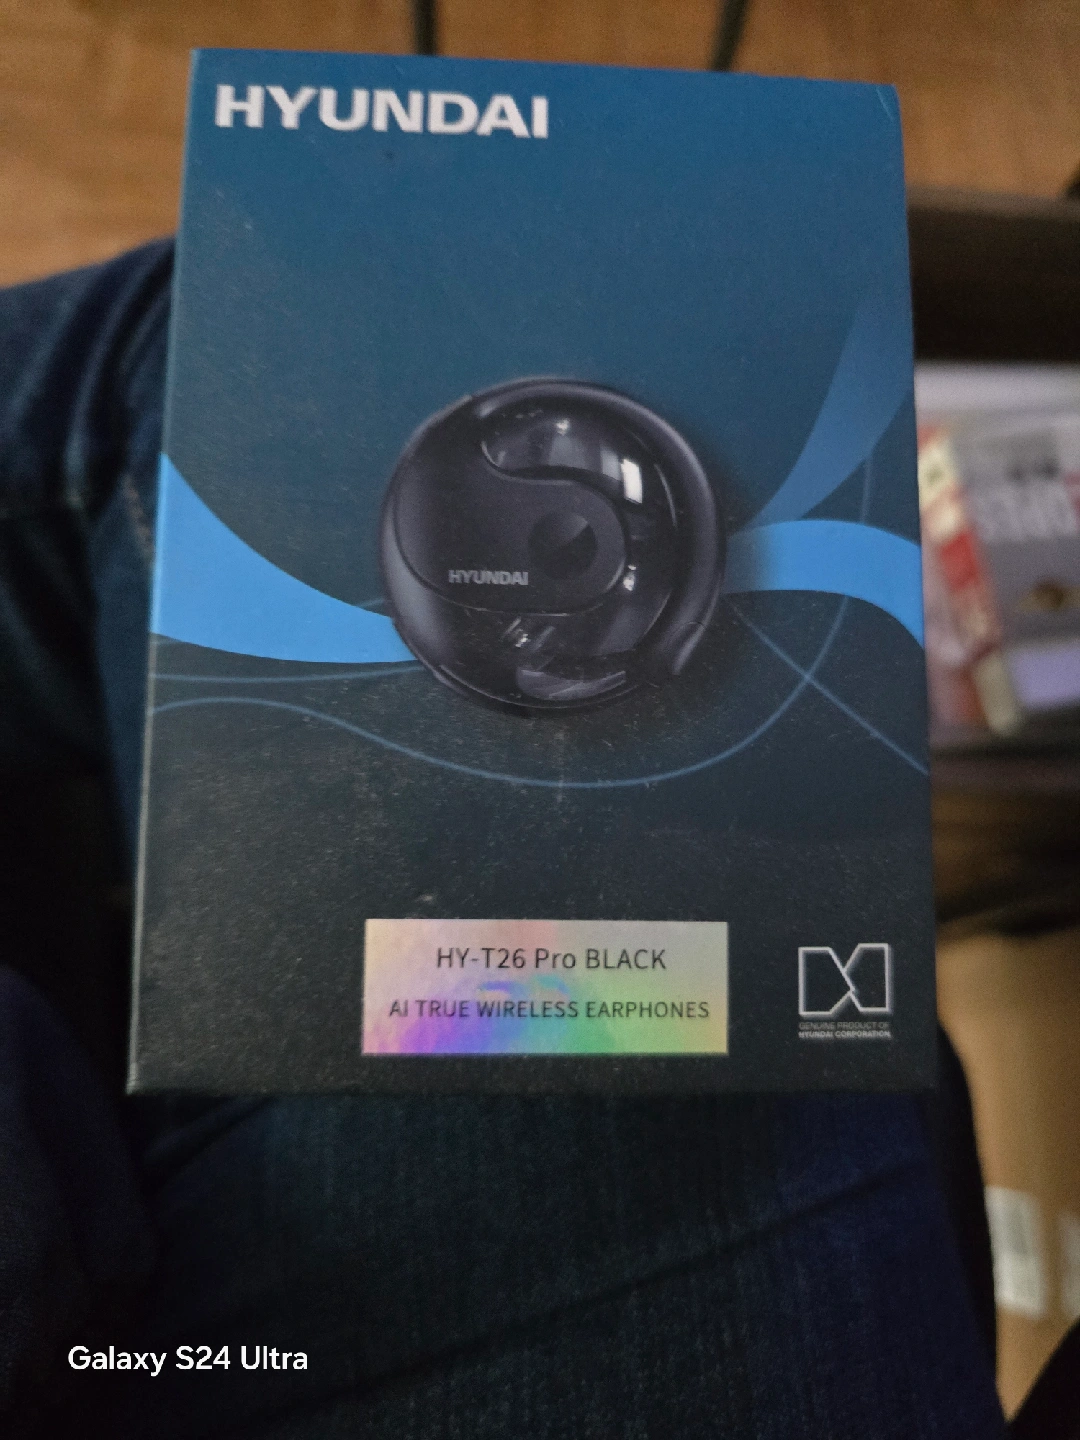 HYUNDAI
HYUNDAI
HY-T26 Pro BLACK
AI TRUE WIRELESS EARPHONES
GENUINE PRODUCT OF
HYUNDAI CORPORATION
Galaxy S24 Ultra